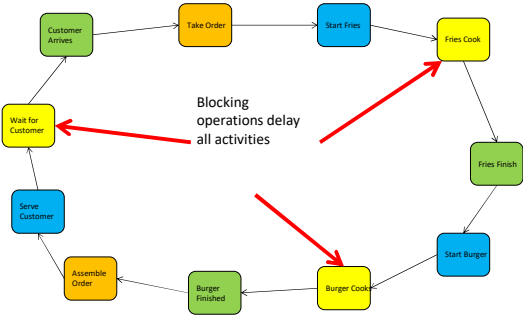 Customer
Arrives
Take Order
Start Fries
Fries Cook
Blocking
operations delay
all activities
Wait for
Customer
Fries Finish
Serve
Customer
Start Burger
Assemble
Order
Burger
Finished
Burger Cook